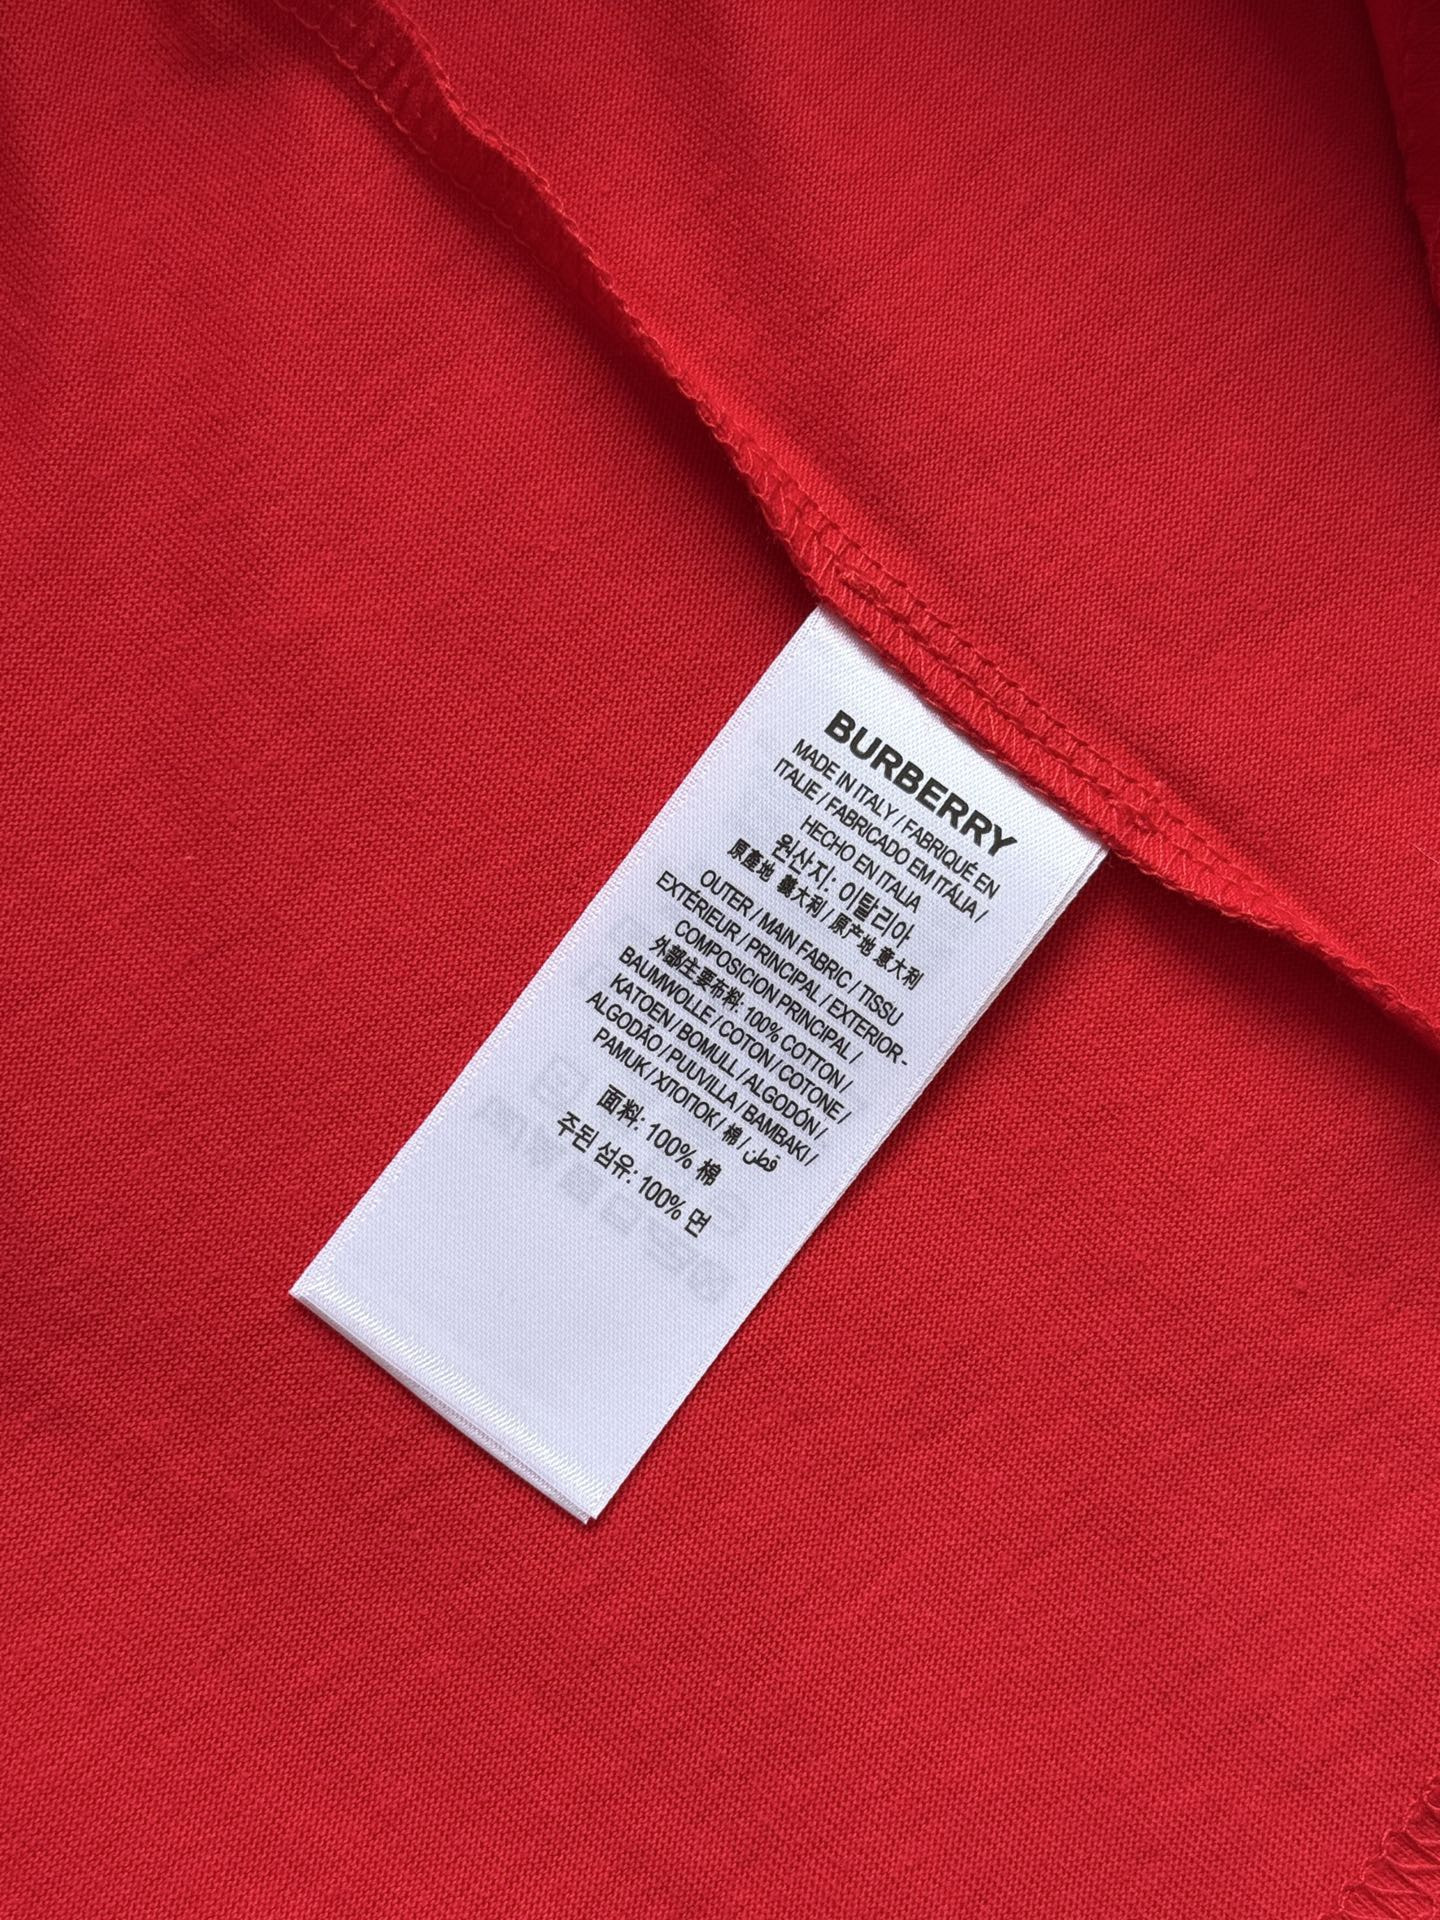 BURBERRY
MADE IN ITALY / FABRIQUÉ EN
ITALIE / FABRICADO EM ITÁLIA /
HECHO EN ITALIA
원산지: 이탈리아
原產地 義大利 / 原产地 意大利
OUTER / MAIN FABRIC / TISSU
EXTÉRIEUR / PRINCIPAL / EXTERIOR -
COMPOSICION PRINCIPAL /
外部主要布料: 100% COTTON /
BAUMWOLLE / COTON / COTONE /
KATOEN / BOMULL / ALGODÓN /
ALGODÃO / PUUVILLA / BAMBAKI /
PAMUK / ХЛОПОК / 棉 / قطن
面料: 100% 棉
주된 섬유: 100% 면